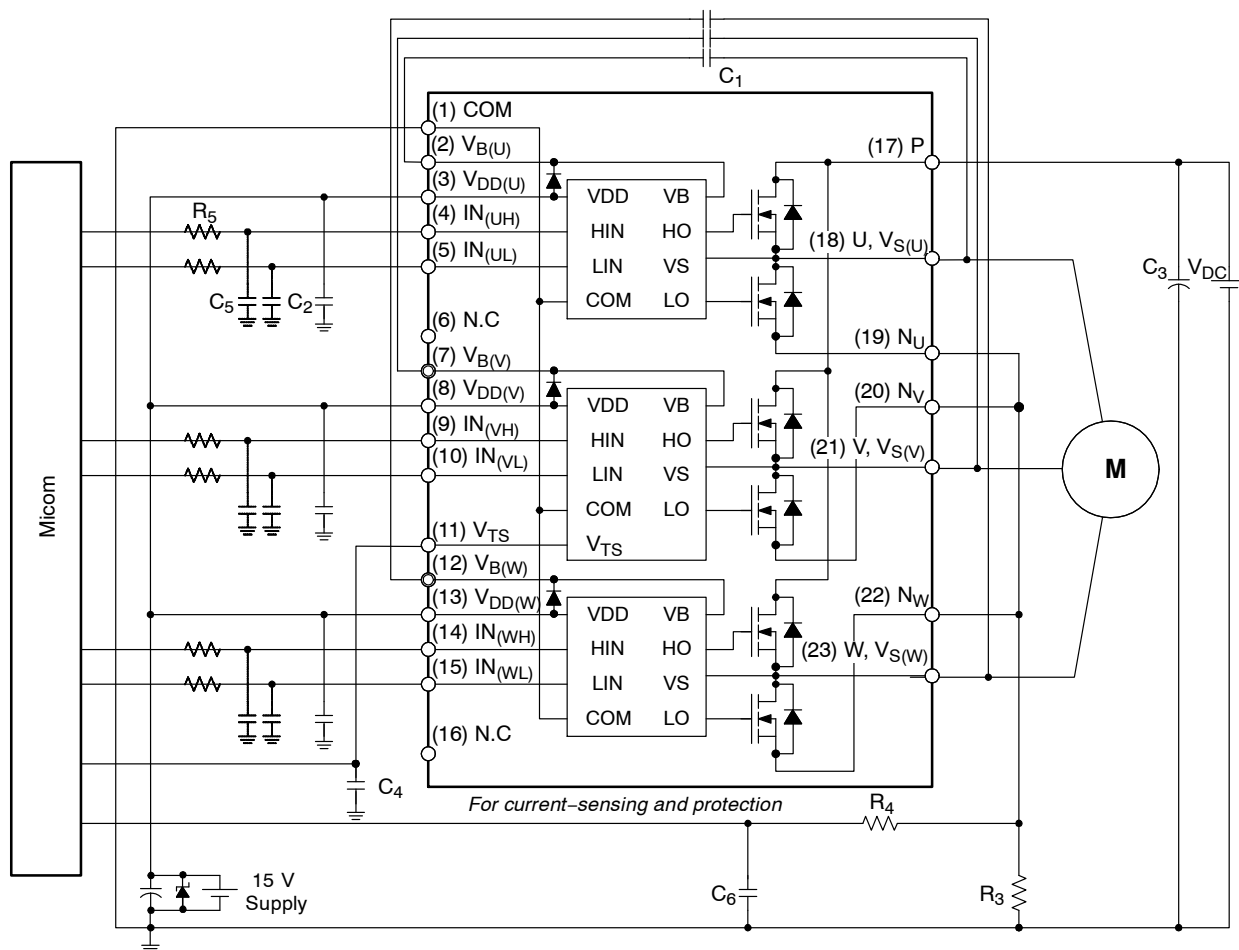 C1
(1) COM
(2) VB(U)
(3) VDD(U)
(4) IN(UH)
(5) IN(UL)
(6) N.C
(7) VB(V)
(8) VDD(V)
(9) IN(VH)
(10) IN(VL)
(11) VTS
(12) VB(W)
(13) VDD(W)
(14) IN(WH)
(15) IN(WL)
(16) N.C
VDD VB
HIN HO
LIN VS
COM LO
VDD VB
HIN HO
LIN VS
COM LO
VTS
VDD VB
HIN HO
LIN VS
COM LO
(17) P
(18) U, VS(U)
(19) NU
(20) NV
(21) V, VS(V)
(22) NW
(23) W, VS(W)
Micom
R5
C5
C2
C3
VDC
M
C4
For current–sensing and protection
R4
15 V
Supply
C6
R3